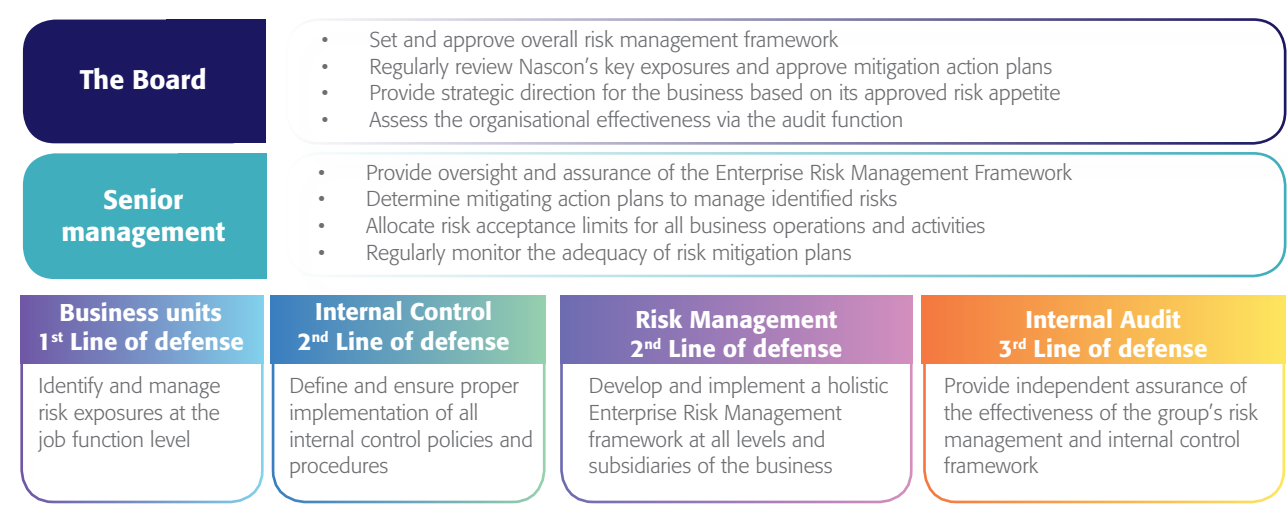 The Board
• Set and approve overall risk management framework
• Regularly review Nascon's key exposures and approve mitigation action plans
• Provide strategic direction for the business based on its approved risk appetite
• Assess the organisational effectiveness via the audit function
Senior
management
• Provide oversight and assurance of the Enterprise Risk Management Framework
• Determine mitigating action plans to manage identified risks
• Allocate risk acceptance limits for all business operations and activities
• Regularly monitor the adequacy of risk mitigation plans
Business units
1st Line of defense
Identify and manage
risk exposures at the
job function level
Internal Control
2nd Line of defense
Define and ensure proper
implementation of all
internal control policies and
procedures
Risk Management
2nd Line of defense
Develop and implement a holistic
Enterprise Risk Management
framework at all levels and
subsidiaries of the business
Internal Audit
3rd Line of defense
Provide independent assurance of
the effectiveness of the group's risk
management and internal control
framework